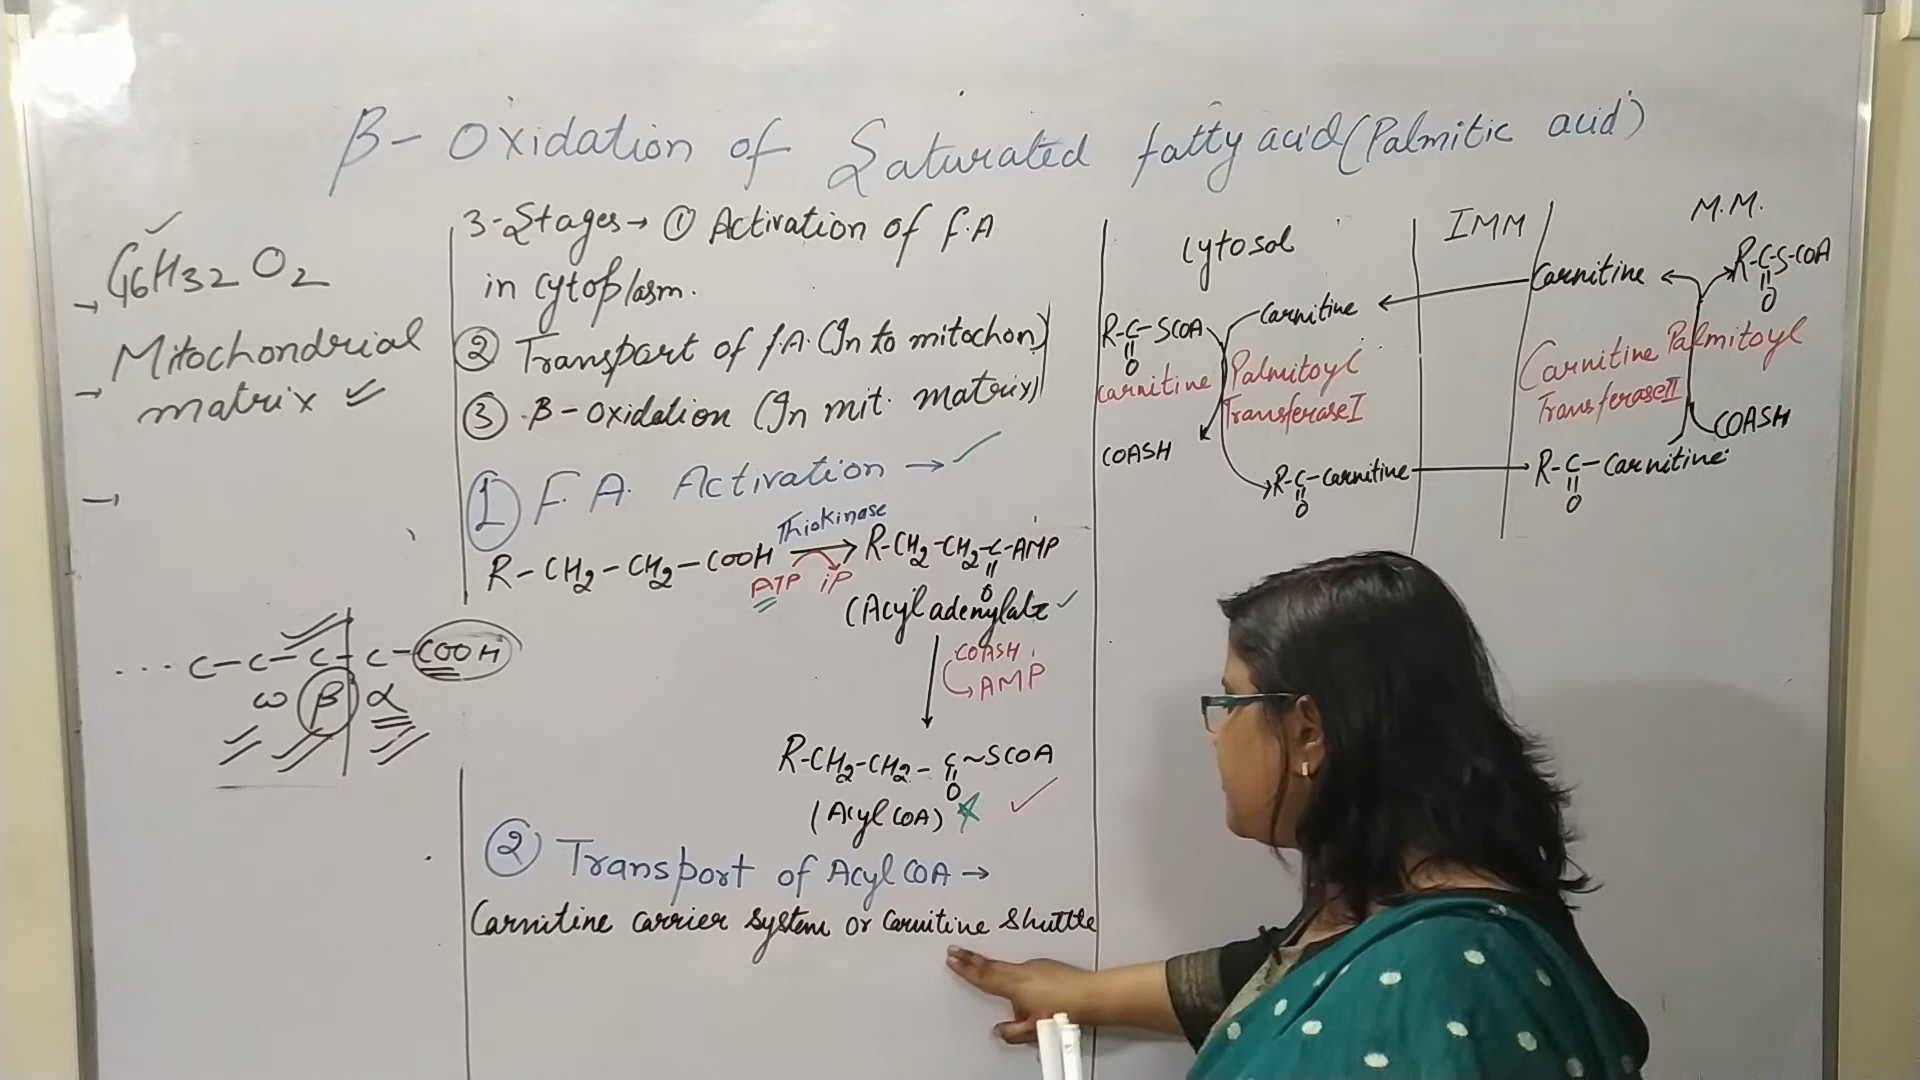 β- Oxidation of Saturated fatty acid (Palmitic acid)
C16H32O2
Mitochondrial
matrix
... C-C-C-C-COOH
ω β α
3-Stages → ① Activation of F.A
in cytoplasm.
② Transport of f.A. (In to mitochon)
③ β-oxidation (In mit. matrix)
① F.A. Activation →
Thiokinase
R-CH2-CH2-COOH → R-CH2-CH2-C-AMP
O
ATP iP
(Acyl adenylate
COASH
AMP
R-CH2-CH2-C~SCOA
O
(Acyl COA)
② Transport of Acyl COA →
Carnitine carrier system or Carnitine Shuttle
Cytosol IMM M.M.
R-C-SCOA
O
Carnitine
Carnitine
R-C-S-COA
O
Carnitine Palmitoyl
Transferase I
Carnitine Palmitoyl
Transferase II
COASH
COASH
R-C-Carnitine
O
R-C-Carnitine
O